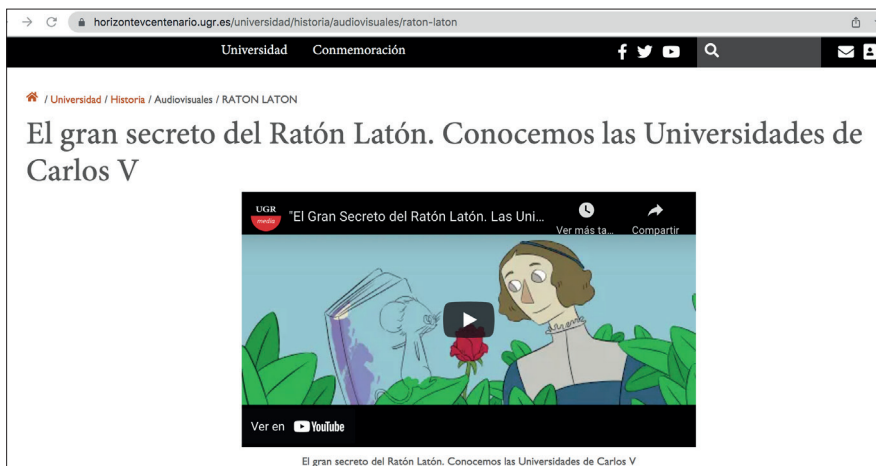 horizontevcentenario.ugr.es/universidad/historia/audiovisuales/raton-laton
Universidad Conmemoración
/ Universidad / Historia / Audiovisuales / RATON LATON
El gran secreto del Ratón Latón. Conocemos las Universidades de
Carlos V
UGR
media
"El Gran Secreto del Ratón Latón. Las Uni...
Ver más ta...
Compartir
Ver en YouTube
El gran secreto del Ratón Latón. Conocemos las Universidades de Carlos V